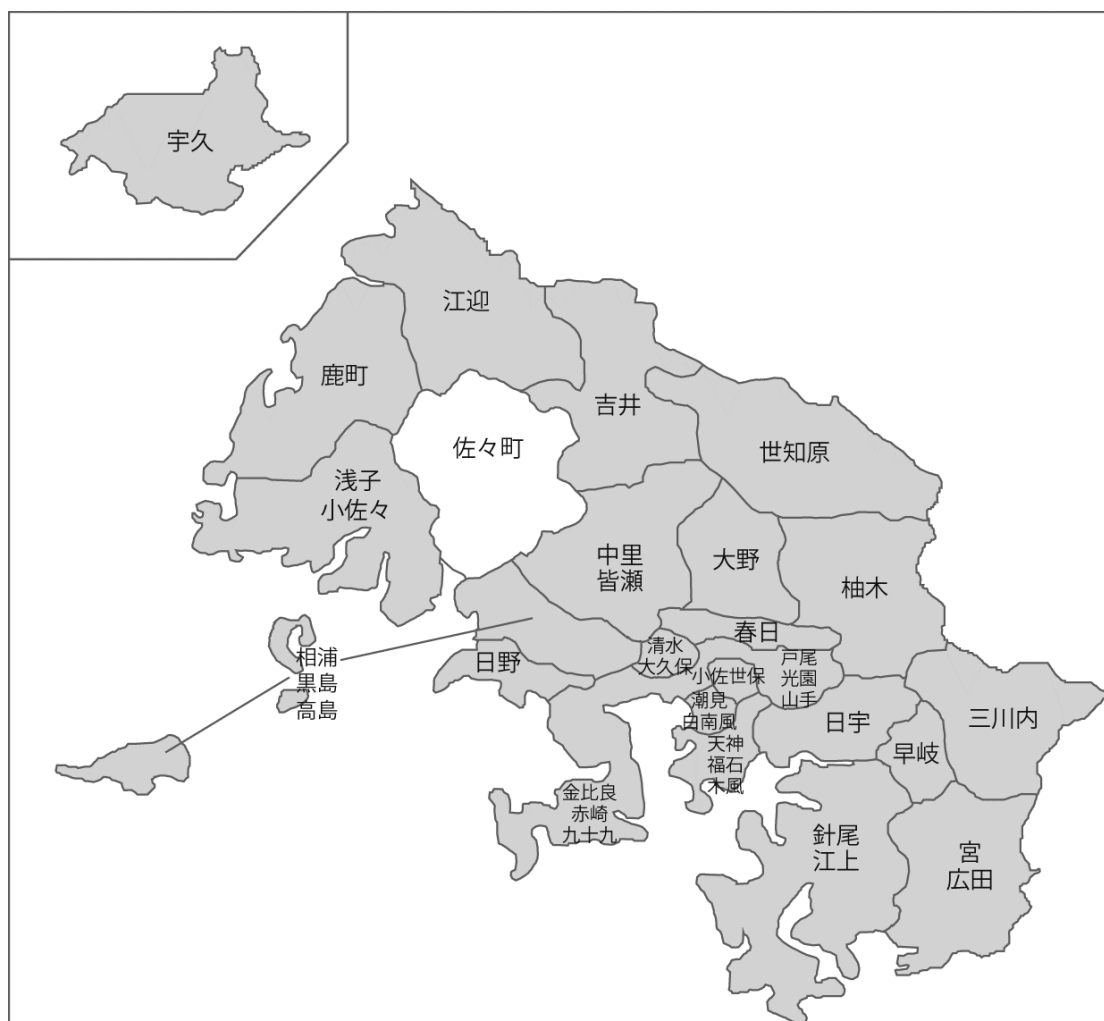 宇久
江迎
鹿町
吉井
佐々町
世知原
浅子
小佐々
中里
皆瀬
大野
柚木
春日
清水
大久保
日野
相浦
黒島
高島
小佐世保
戸尾
光園
山手
潮見
白南風
天神
福石
木風
日宇
早岐
三川内
金比良
赤崎
九十九
針尾
江上
宮
広田